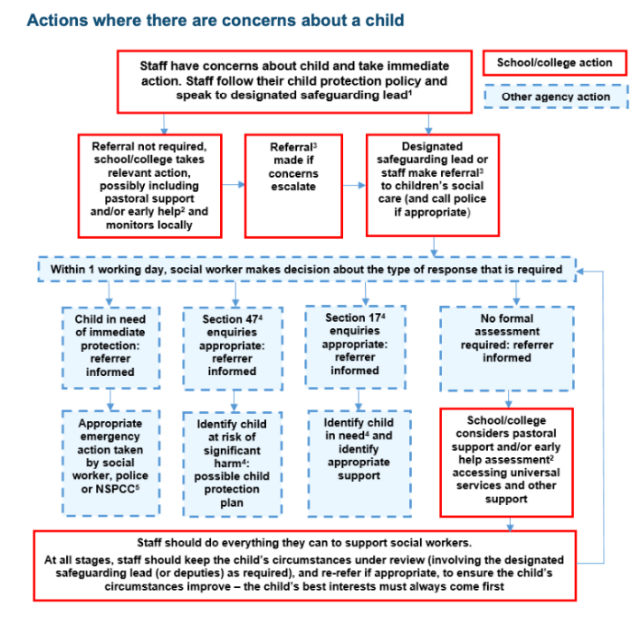 Actions where there are concerns about a child
Staff have concerns about child and take immediate
action. Staff follow their child protection policy and
speak to designated safeguarding lead¹
School/college action
Other agency action
Referral not required,
school/college takes
relevant action,
possibly including
pastoral support
and/or early help² and
monitors locally
Referral³
made if
concerns
escalate
Designated
safeguarding lead or
staff make referral³
to children's social
care (and call police
if appropriate)
Within 1 working day, social worker makes decision about the type of response that is required
Child in need
of immediate
protection:
referrer
informed
Section 47⁴
enquiries
appropriate:
referrer
informed
Section 17⁴
enquiries
appropriate:
referrer
informed
No formal
assessment
required: referrer
informed
Appropriate
emergency
action taken
by social
worker, police
or NSPCC⁵
Identify child
at risk of
significant
harm⁴:
possible child
protection
plan
Identify child
in need⁴ and
identify
appropriate
support
School/college
considers pastoral
support and/or early
help assessment²
accessing universal
services and other
support
Staff should do everything they can to support social workers.
At all stages, staff should keep the child's circumstances under review (involving the designated
safeguarding lead (or deputies) as required), and re-refer if appropriate, to ensure the child's
circumstances improve – the child's best interests must always come first